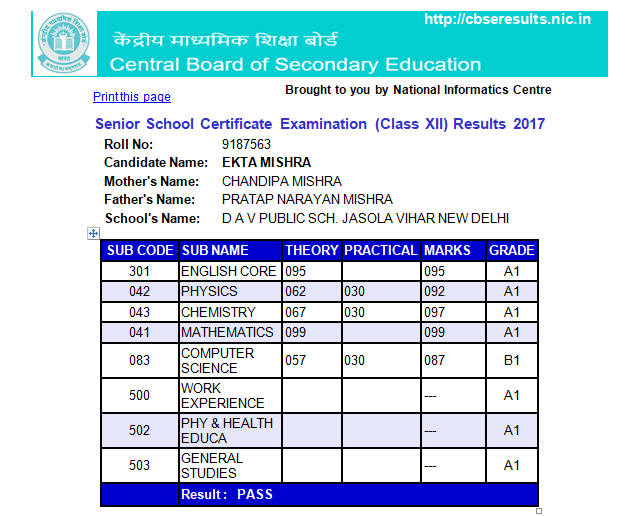 http://cbseresults.nic.in
केंद्रीय माध्यमिक शिक्षा बोर्ड
Central Board of Secondary Education
Brought to you by National Informatics Centre
Print this page
Senior School Certificate Examination (Class XII) Results 2017
Roll No: 9187563
Candidate Name: EKTA MISHRA
Mother's Name: CHANDIPA MISHRA
Father's Name: PRATAP NARAYAN MISHRA
School's Name: D A V PUBLIC SCH. JASOLA VIHAR NEW DELHI
SUB CODE SUB NAME THEORY PRACTICAL MARKS GRADE
301 ENGLISH CORE 095 095 A1
042 PHYSICS 062 030 092 A1
043 CHEMISTRY 067 030 097 A1
041 MATHEMATICS 099 099 A1
083 COMPUTER SCIENCE 057 030 087 B1
500 WORK EXPERIENCE --- A1
502 PHY & HEALTH EDUCA --- A1
503 GENERAL STUDIES --- A1
Result : PASS